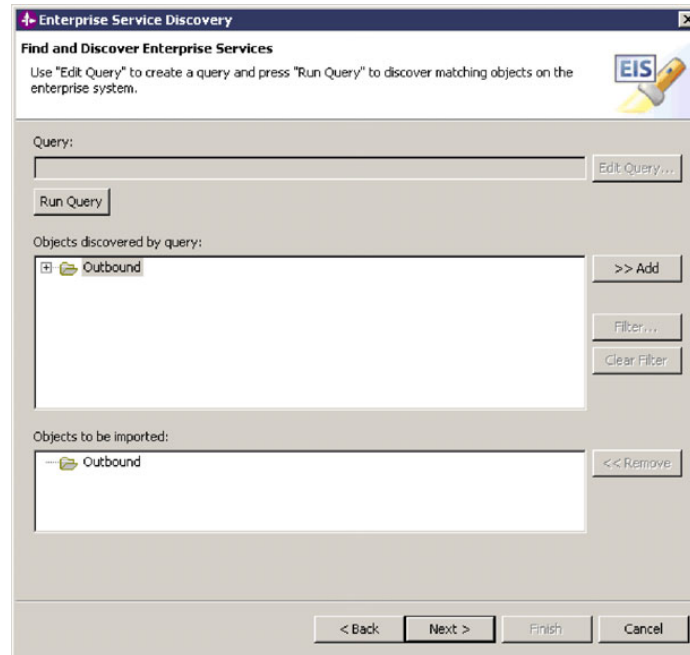 Enterprise Service Discovery
Find and Discover Enterprise Services
Use "Edit Query" to create a query and press "Run Query" to discover matching objects on the
enterprise system.
EIS
Query:
Edit Query...
Run Query
Objects discovered by query:
Outbound
>> Add
Filter...
Clear Filter
Objects to be imported:
Outbound
<< Remove
< Back
Next >
Finish
Cancel